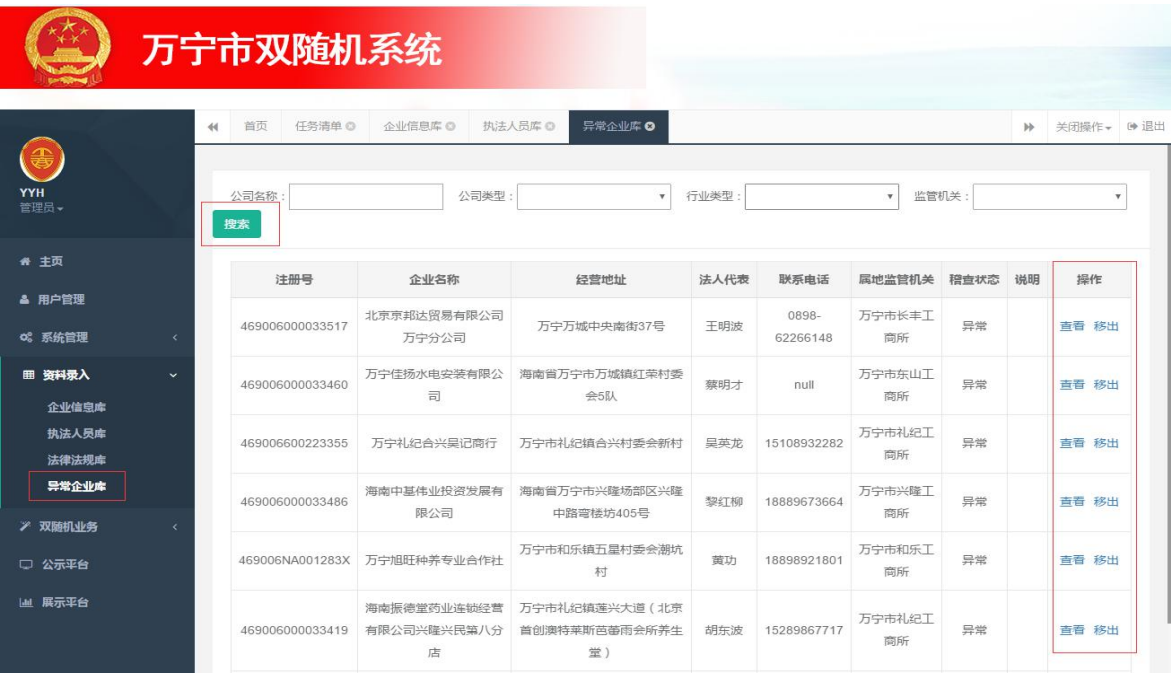 万宁市双随机系统
首页 任务清单 企业信息库 执法人员库 异常企业库 关闭操作 退出
YYH
管理员
主页
用户管理
系统管理
资料录入
企业信息库
执法人员库
法律法规库
异常企业库
双随机业务
公示平台
展示平台
公司名称: 公司类型: 行业类型: 监管机关:
搜索
注册号 企业名称 经营地址 法人代表 联系电话 属地监管机关 稽查状态 说明 操作
469006000033517 北京京邦达贸易有限公司万宁分公司 万宁万城中央南街37号 王明波 0898-62266148 万宁市长丰工商所 异常 查看 移出
469006000033460 万宁佳扬水电安装有限公司 海南省万宁市万城镇红荣村委会5队 蔡明才 null 万宁市东山工商所 异常 查看 移出
469006600223355 万宁礼纪合兴吴记商行 万宁市礼纪镇合兴村委会新村 吴英龙 15108932282 万宁市礼纪工商所 异常 查看 移出
469006000033486 海南中基伟业投资发展有限公司 海南省万宁市兴隆场部区兴隆中路弯楼坊405号 黎红柳 18889673664 万宁市兴隆工商所 异常 查看 移出
469006NA001283X 万宁旭旺种养专业合作社 万宁市和乐镇五星村委会潮坑村 黄功 18898921801 万宁市和乐工商所 异常 查看 移出
469006000033419 海南振德堂药业连锁经营有限公司兴隆兴民第八分店 万宁市礼纪镇莲兴大道（北京首创澳特莱斯芭蕾雨会所养生堂） 胡东波 15289867717 万宁市礼纪工商所 异常 查看 移出